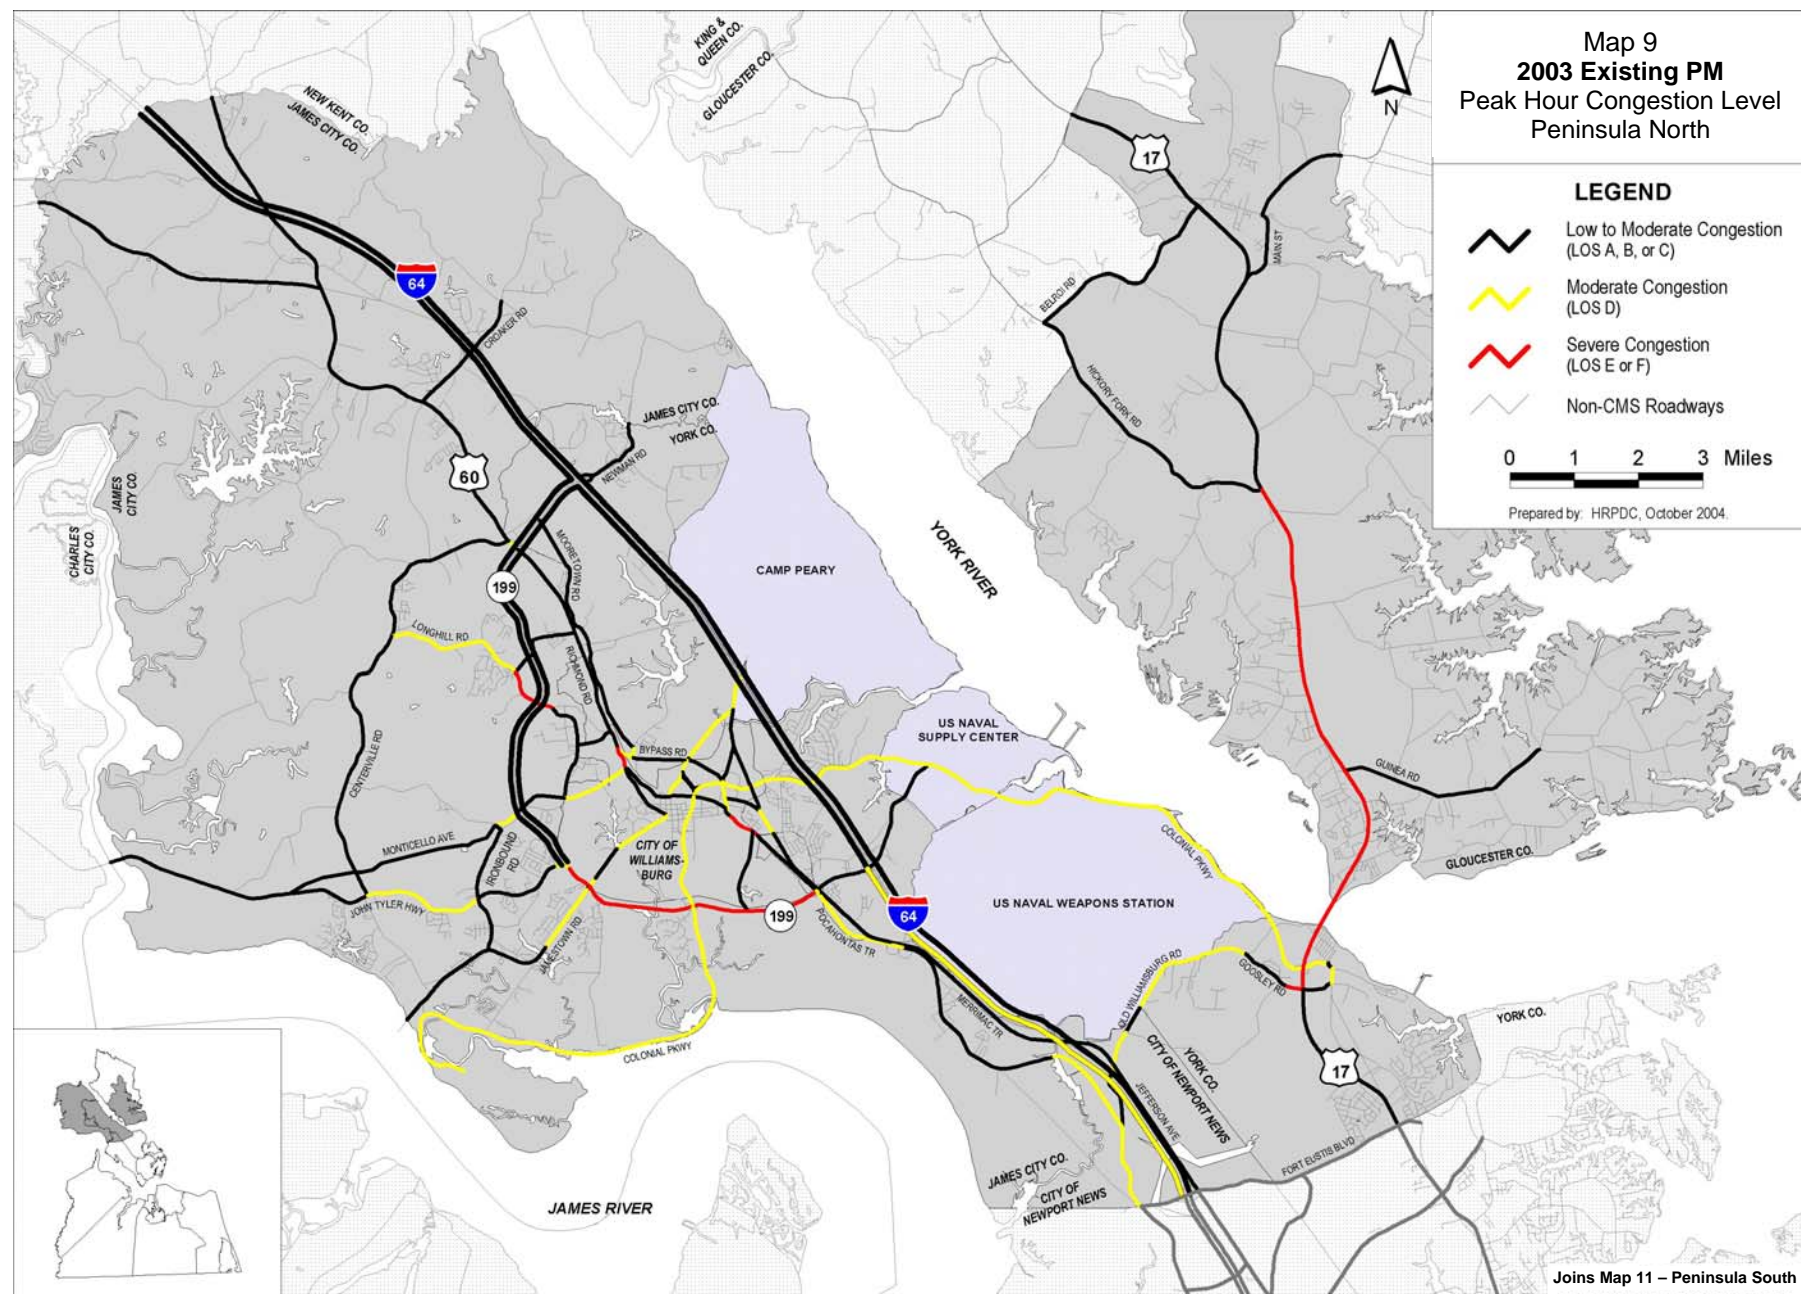 Map 9
2003 Existing PM
Peak Hour Congestion Level
Peninsula North
LEGEND
Low to Moderate Congestion
(LOS A, B, or C)
Moderate Congestion
(LOS D)
Severe Congestion
(LOS E or F)
Non-CMS Roadways
0 1 2 3 Miles
Prepared by: HRPDC, October 2004.
N
KING &
QUEEN CO.
GLOUCESTER CO.
NEW KENT CO.
JAMES CITY CO.
17
MAIN ST
BELROI RD
HICKORY FORK RD
64
CROAKER RD
JAMES CITY CO.
YORK CO.
NEWMAN RD
60
JAMES
CITY CO.
CHARLES
CITY CO.
MOORETOWN RD
CAMP PEARY
YORK RIVER
199
LONGHILL RD
RICHMOND RD
CENTERVILLE RD
BYPASS RD
US NAVAL
SUPPLY CENTER
GUINEA RD
MONTICELLO AVE
IRONBOUND
RD
CITY OF
WILLIAMS-
BURG
COLONIAL PKWY
GLOUCESTER CO.
JOHN TYLER HWY
JAMESTOWN RD
199
POCAHONTAS TR
64
US NAVAL WEAPONS STATION
OLD WILLIAMSBURG RD
GOOSLEY RD
MERRIMAC TR
YORK CO.
COLONIAL PKWY
YORK CO.
CITY OF NEWPORT NEWS
17
JEFFERSON AVE
FORT EUSTIS BLVD
JAMES CITY CO.
CITY OF
NEWPORT NEWS
JAMES RIVER
Joins Map 11 – Peninsula South